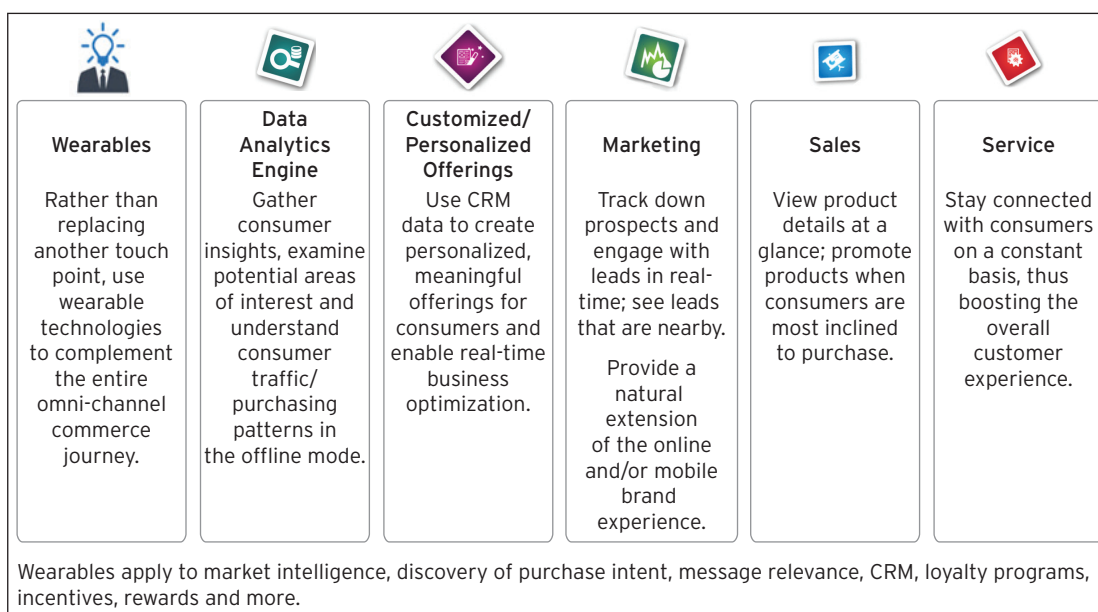 Wearables
Rather than
replacing
another touch
point, use
wearable
technologies
to complement
the entire
omni-channel
commerce
journey.
Data
Analytics
Engine
Gather
consumer
insights, examine
potential areas
of interest and
understand
consumer
traffic/
purchasing
patterns in
the offline mode.
Customized/
Personalized
Offerings
Use CRM
data to create
personalized,
meaningful
offerings for
consumers and
enable real-time
business
optimization.
Marketing
Track down
prospects and
engage with
leads in real-
time; see leads
that are nearby.
Provide a
natural
extension
of the online
and/or mobile
brand
experience.
Sales
View product
details at a
glance; promote
products when
consumers are
most inclined
to purchase.
Service
Stay connected
with consumers
on a constant
basis, thus
boosting the
overall
customer
experience.
Wearables apply to market intelligence, discovery of purchase intent, message relevance, CRM, loyalty programs,
incentives, rewards and more.